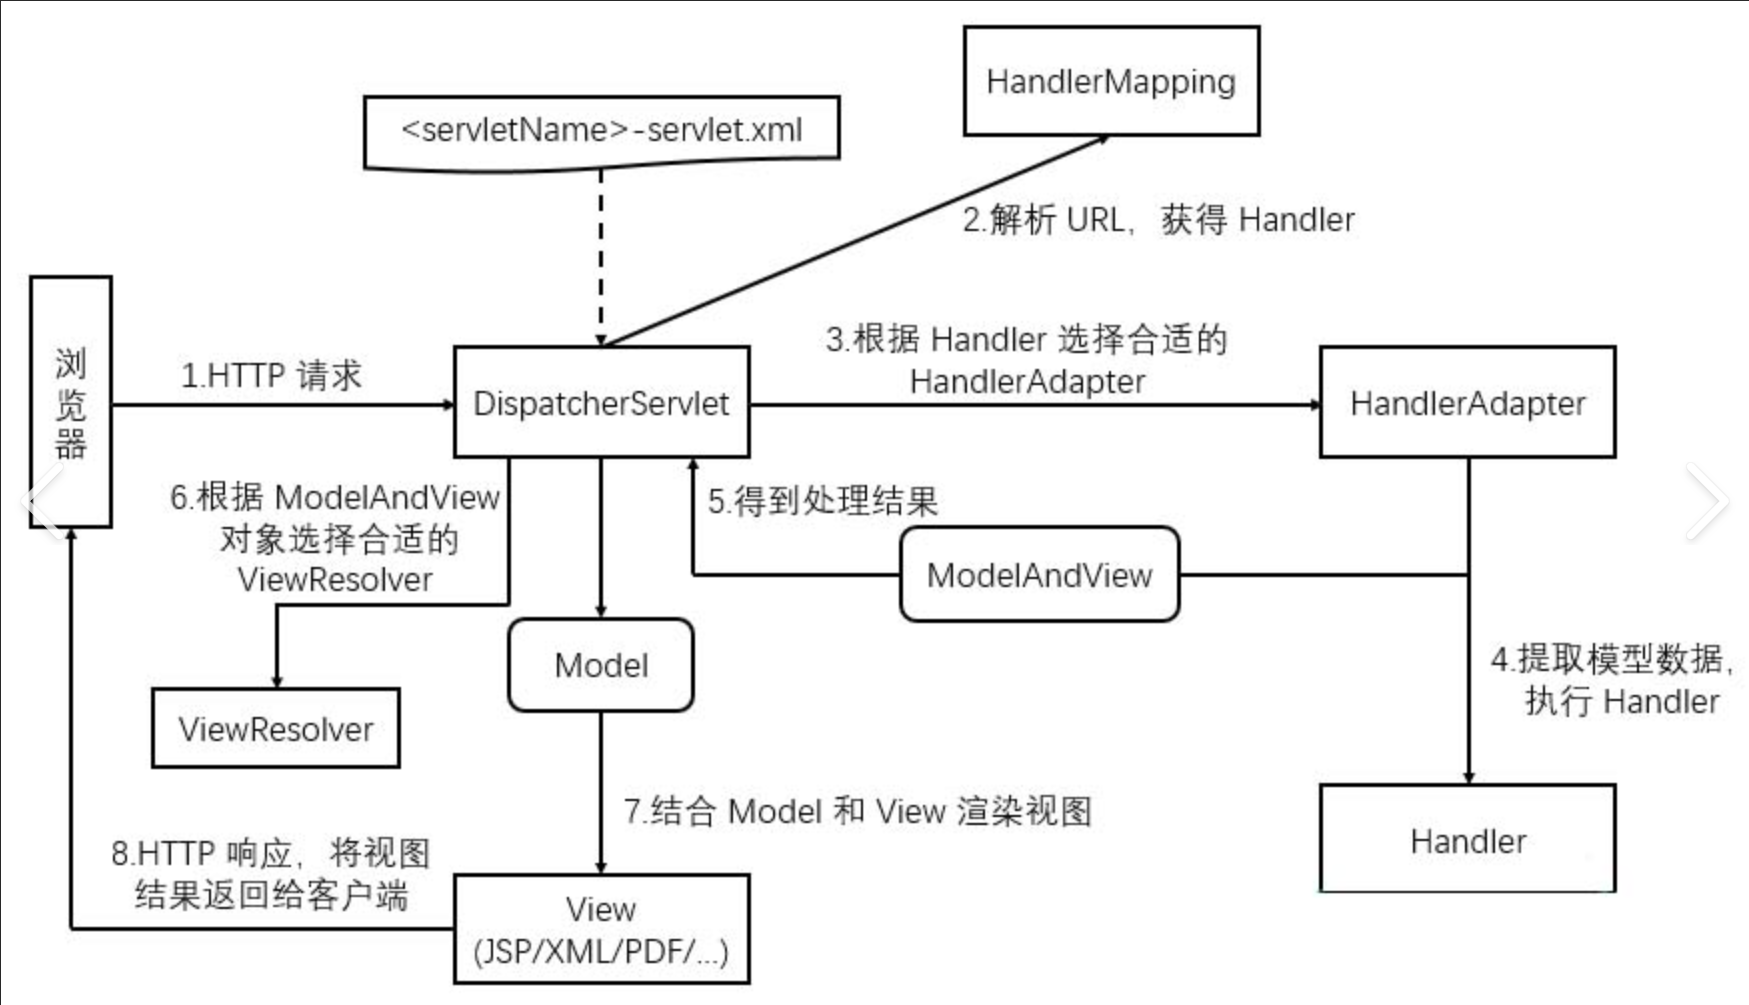 HandlerMapping
<servletName>-servlet.xml
2.解析 URL，获得 Handler
浏
览
器
1.HTTP 请求
DispatcherServlet
3.根据 Handler 选择合适的
HandlerAdapter
HandlerAdapter
6.根据 ModelAndView
对象选择合适的
ViewResolver
5.得到处理结果
ModelAndView
Model
4.提取模型数据，
执行 Handler
ViewResolver
7.结合 Model 和 View 渲染视图
Handler
8.HTTP 响应，将视图
结果返回给客户端
View
(JSP/XML/PDF/...)